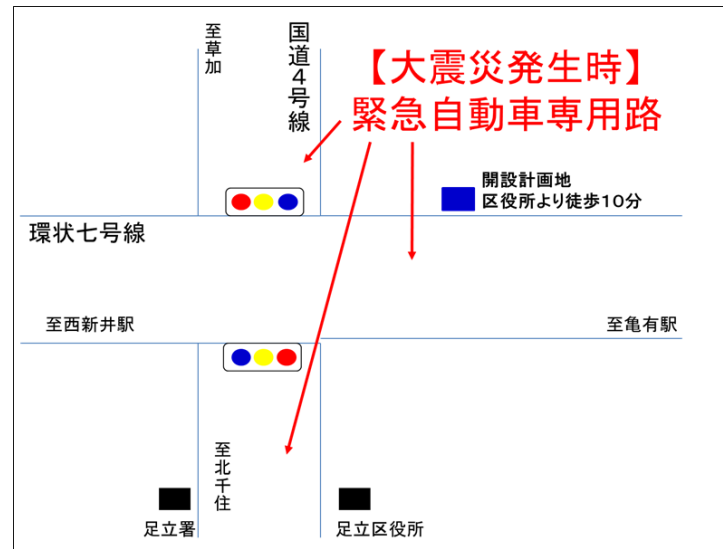 至草加
国道４号線
【大震災発生時】
緊急自動車専用路
開設計画地
区役所より徒歩１０分
環状七号線
至西新井駅
至亀有駅
至北千住
足立署
足立区役所